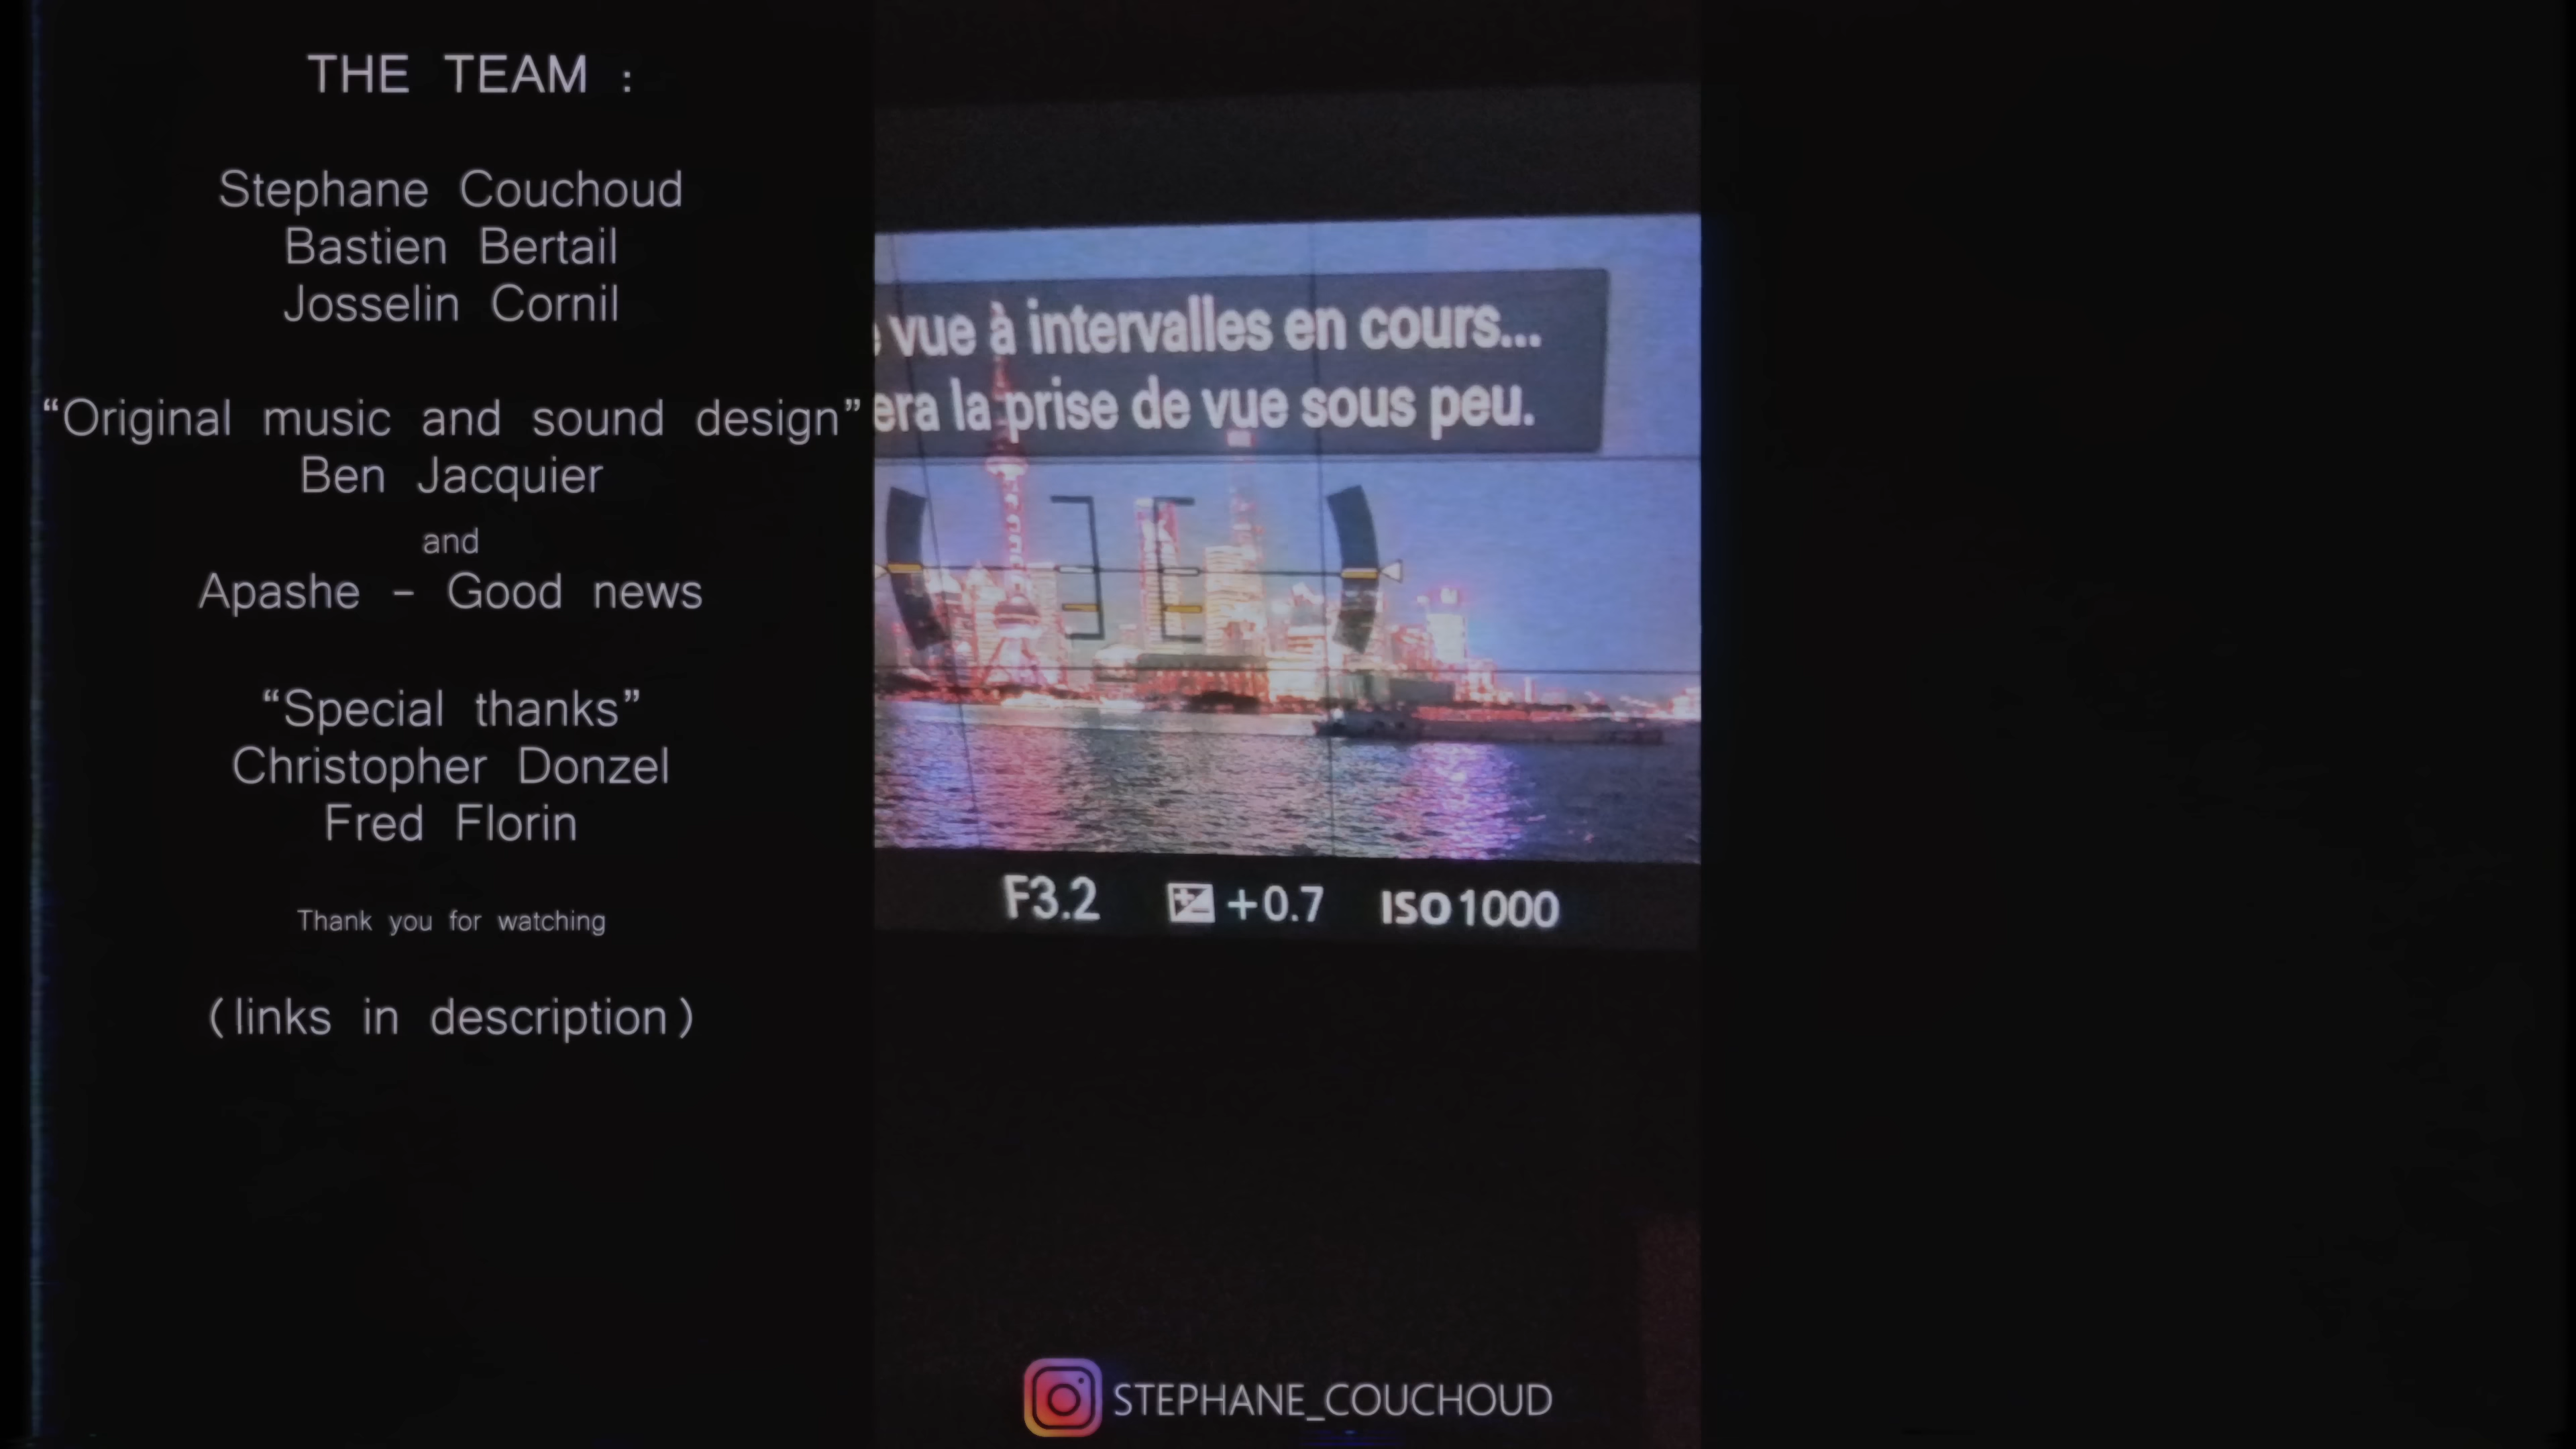 THE TEAM :
Stephane Couchoud
Bastien Bertail
Josselin Cornil
“Original music and sound design”
Ben Jacquier
and
Apashe - Good news
“Special thanks”
Christopher Donzel
Fred Florin
Thank you for watching
(links in description)
vue à intervalles en cours...
la prise de vue sous peu.
F3.2 +0.7 ISO 1000
STEPHANE_COUCHOUD